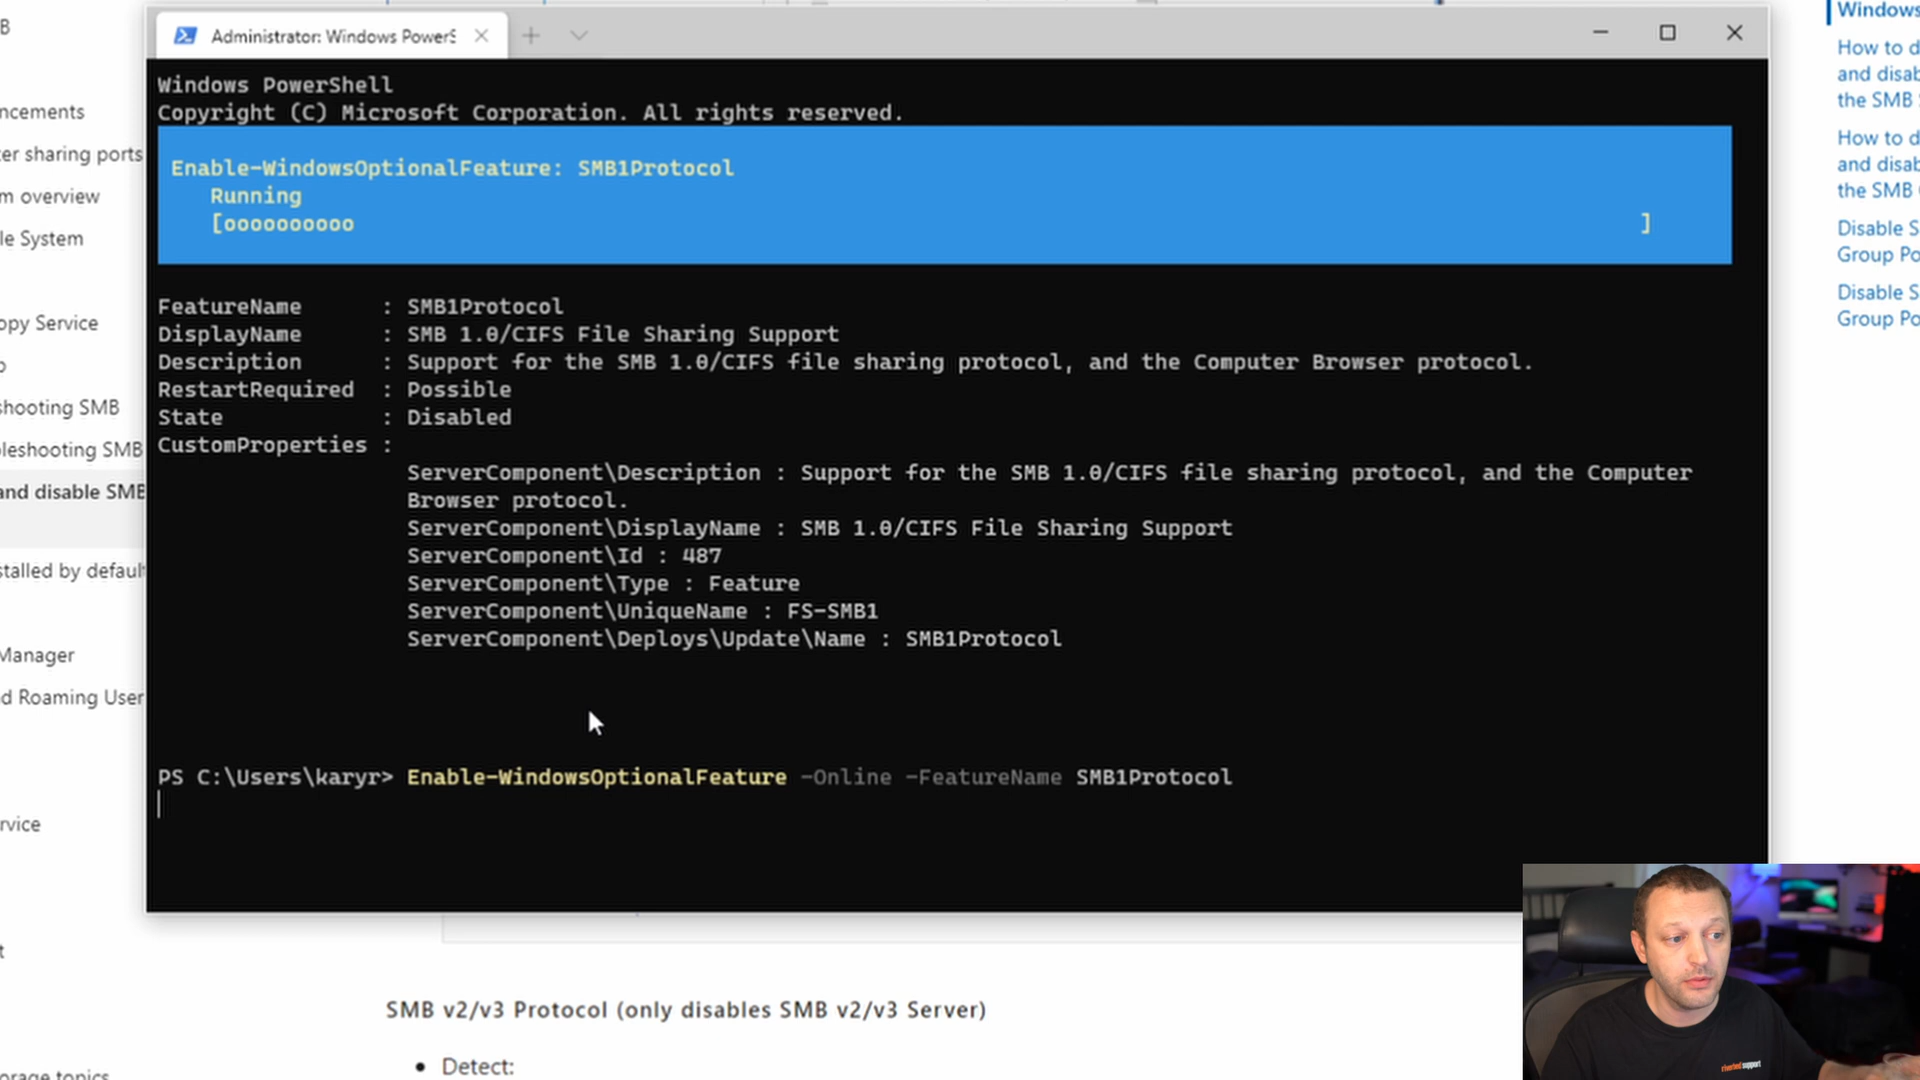 B
ncements
er sharing ports
m overview
le System
opy Service
o
shooting SMB
leshooting SMB
and disable SMB
stalled by default
Manager
d Roaming User
rvice
t
orage topics
Administrator: Windows PowerS
Windows PowerShell
Copyright (C) Microsoft Corporation. All rights reserved.
Enable-WindowsOptionalFeature: SMB1Protocol
Running
[oooooooooo ]
FeatureName : SMB1Protocol
DisplayName : SMB 1.0/CIFS File Sharing Support
Description : Support for the SMB 1.0/CIFS file sharing protocol, and the Computer Browser protocol.
RestartRequired : Possible
State : Disabled
CustomProperties :
ServerComponent\Description : Support for the SMB 1.0/CIFS file sharing protocol, and the Computer
Browser protocol.
ServerComponent\DisplayName : SMB 1.0/CIFS File Sharing Support
ServerComponent\Id : 487
ServerComponent\Type : Feature
ServerComponent\UniqueName : FS-SMB1
ServerComponent\Deploys\Update\Name : SMB1Protocol
PS C:\Users\karyr> Enable-WindowsOptionalFeature -Online -FeatureName SMB1Protocol
SMB v2/v3 Protocol (only disables SMB v2/v3 Server)
• Detect:
Windows
How to d
and disab
the SMB
How to d
and disab
the SMB
Disable S
Group Po
Disable S
Group Po
riverbed support